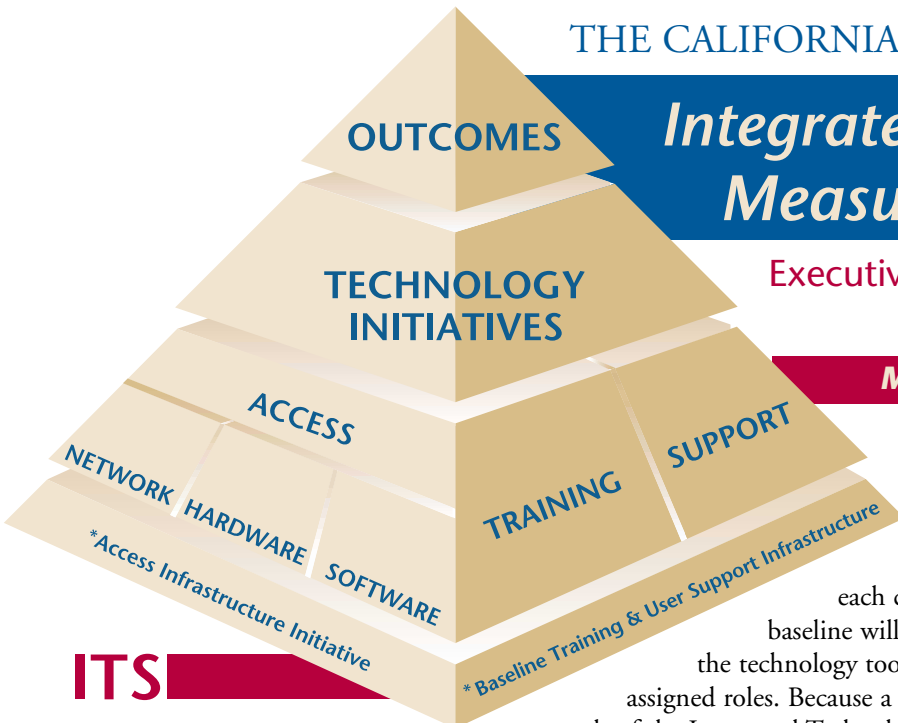 THE CALIFORNIA
Integrate
Measu
Executiv
M
OUTCOMES
TECHNOLOGY
INITIATIVES
ACCESS
NETWORK
HARDWARE
SOFTWARE
TRAINING
SUPPORT
*Access Infrastructure Initiative
* Baseline Training & User Support Infrastructure
ITS
each
baseline will
the technology too
assigned roles. Because a